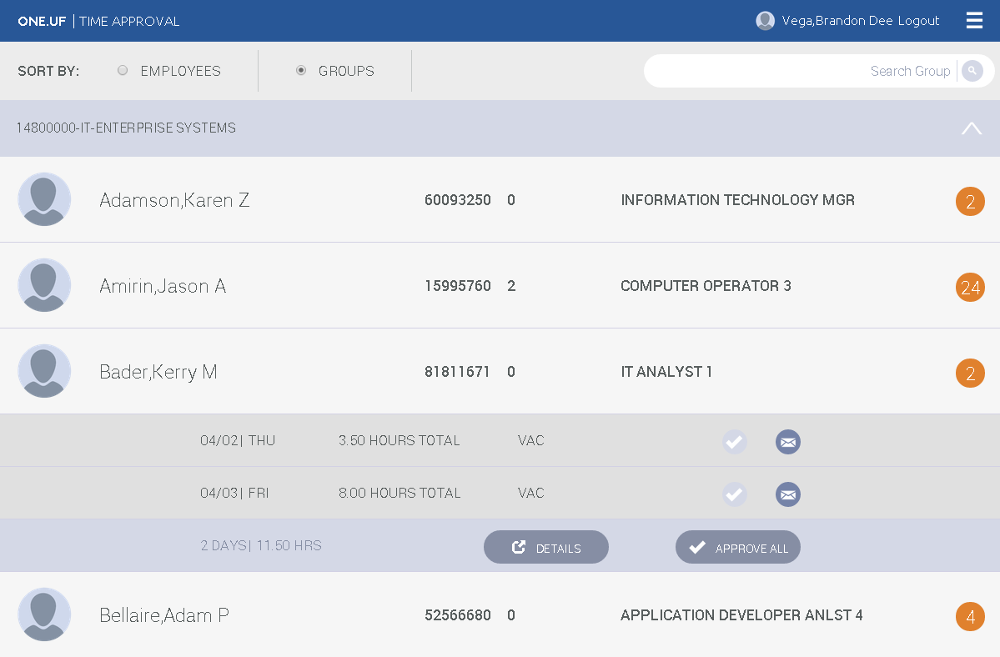 ONE.UF | TIME APPROVAL Vega,Brandon Dee Logout
SORT BY: EMPLOYEES GROUPS Search Group
14800000-IT-ENTERPRISE SYSTEMS
Adamson,Karen Z 60093250 0 INFORMATION TECHNOLOGY MGR 2
Amirin,Jason A 15995760 2 COMPUTER OPERATOR 3 24
Bader,Kerry M 81811671 0 IT ANALYST 1 2
04/02| THU 3.50 HOURS TOTAL VAC
04/03| FRI 8.00 HOURS TOTAL VAC
2 DAYS| 11.50 HRS DETAILS APPROVE ALL
Bellaire,Adam P 52566680 0 APPLICATION DEVELOPER ANLST 4 4